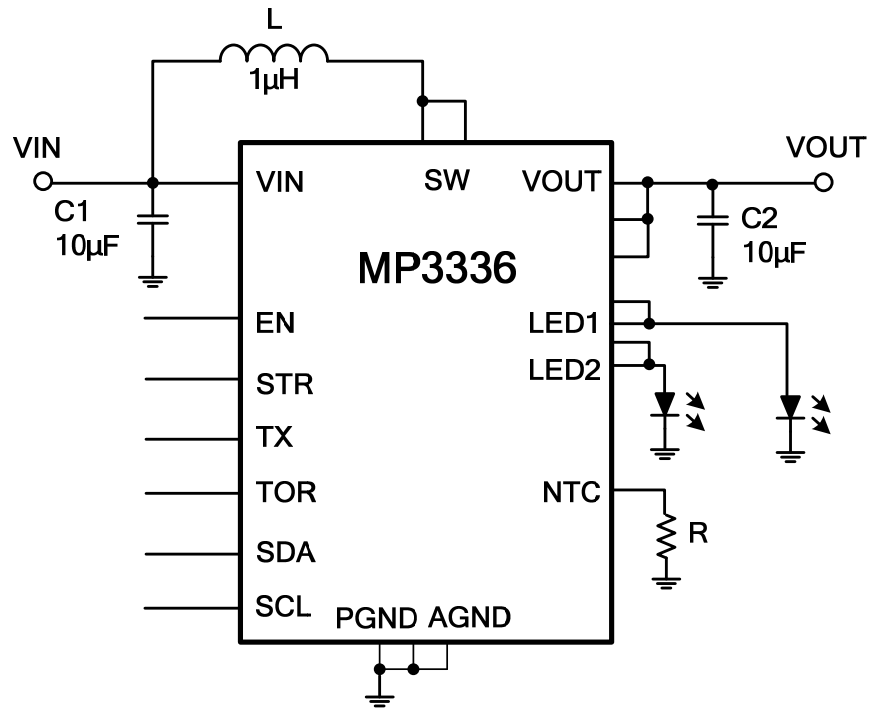 L
1µH
VIN
VOUT
VIN
SW
VOUT
C1
10µF
C2
10µF
MP3336
EN
LED1
STR
LED2
TX
TOR
NTC
R
SDA
SCL
PGND
AGND